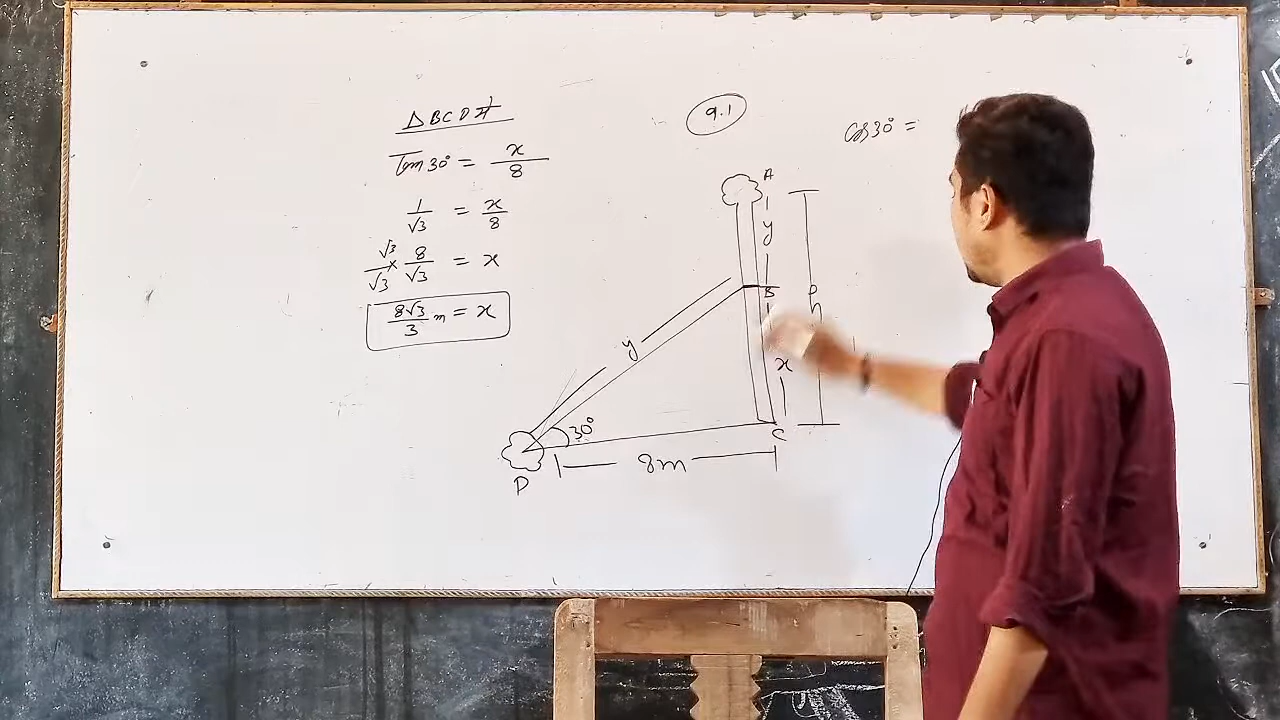 △BCD मे
Tan 30° = x/8
1/√3 = x/8
√3/√3 × 8/√3 = x
8√3/3 m = x
9.1
Cos 30° =
A
y
B
x
C
y
30°
8m
D